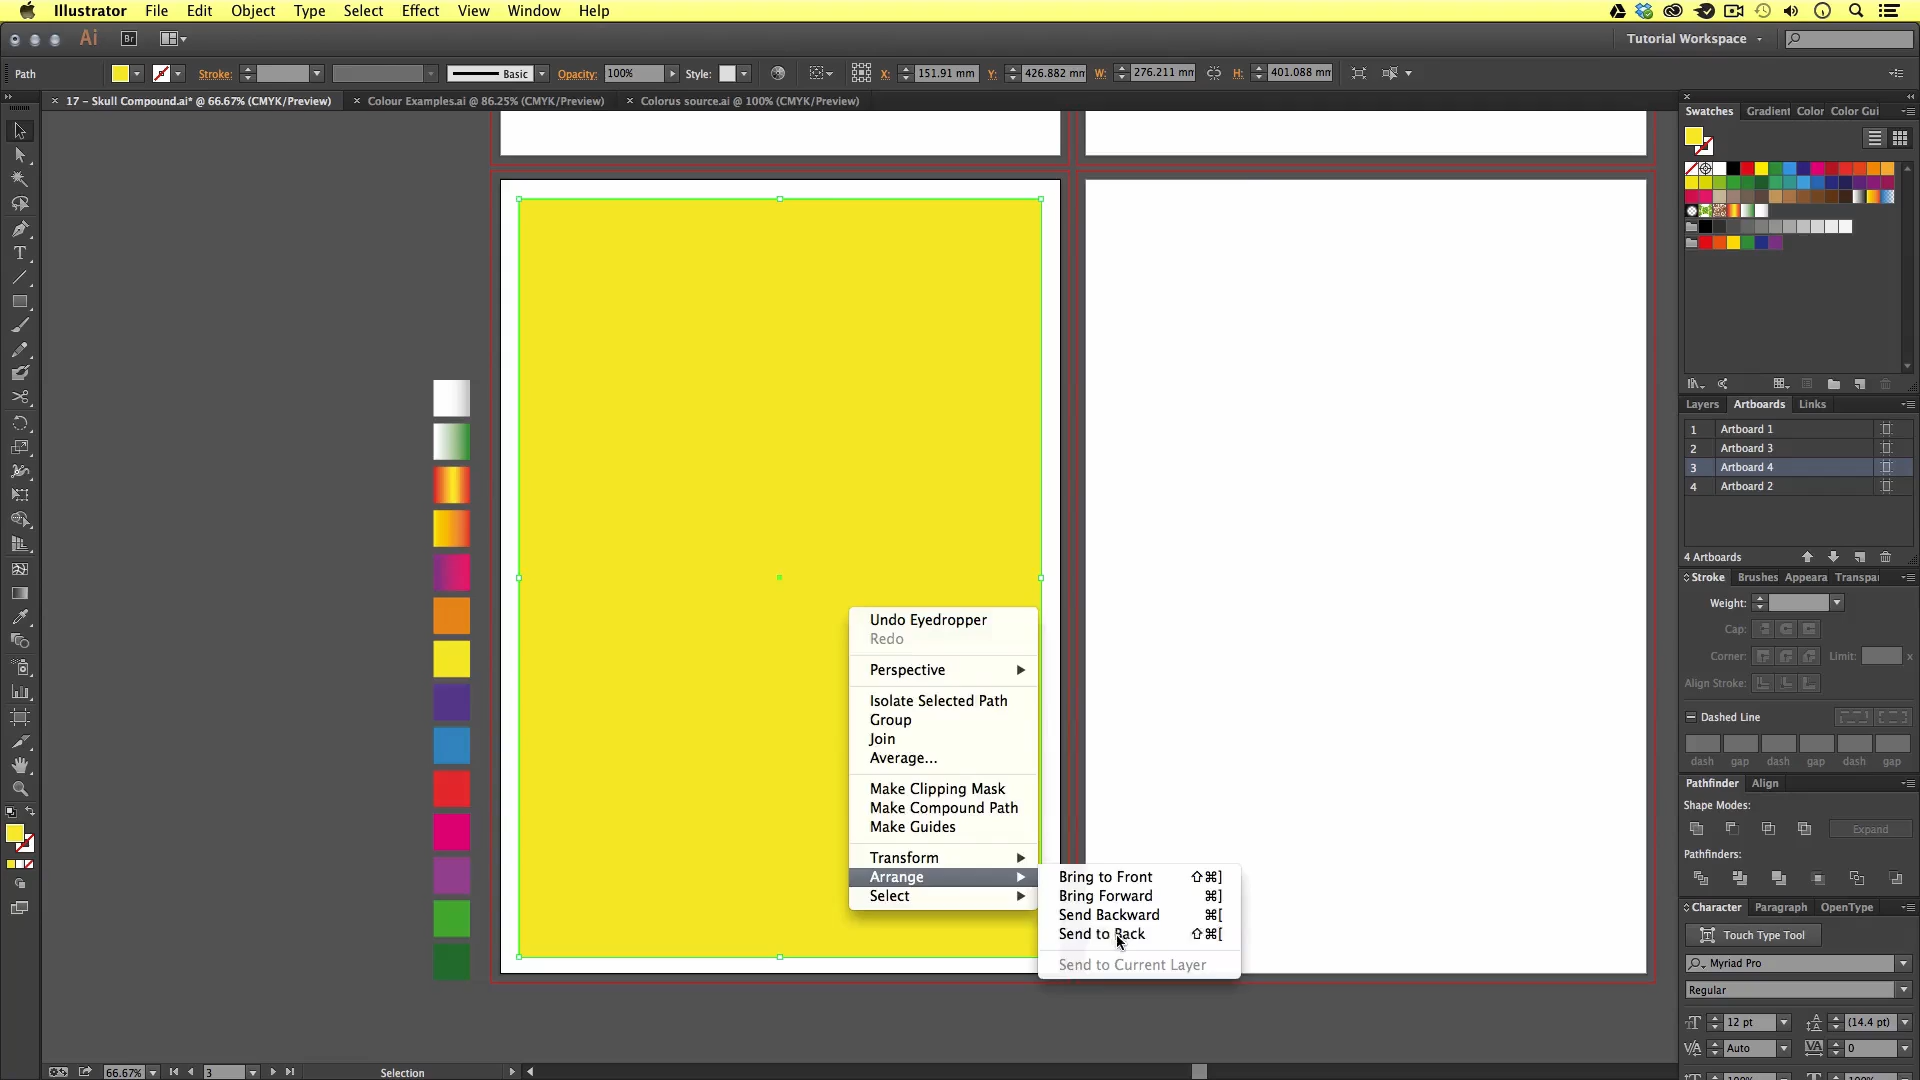 Illustrator File Edit Object Type Select Effect View Window Help
Ai Br Tutorial Workspace
Path Stroke: Basic Opacity: 100% Style: X: 151.91 mm Y: 426.882 mm W: 276.211 mm H: 401.088 mm
17 – Skull Compound.ai* @ 66.67% (CMYK/Preview) Colour Examples.ai @ 86.25% (CMYK/Preview) Colorus source.ai @ 100% (CMYK/Preview)
Swatches Gradient Color Color Gui
Layers Artboards Links
1 Artboard 1
2 Artboard 3
3 Artboard 4
4 Artboard 2
4 Artboards
Stroke Brushes Appeara Transpa
Weight:
Cap:
Corner: Limit: x
Align Stroke:
Dashed Line
dash gap dash gap dash gap
Pathfinder Align
Shape Modes:
Expand
Pathfinders:
Character Paragraph OpenType
Touch Type Tool
Myriad Pro
Regular
12 pt (14.4 pt)
Auto 0
Undo Eyedropper
Redo
Perspective
Isolate Selected Path
Group
Join
Average...
Make Clipping Mask
Make Compound Path
Make Guides
Transform
Arrange
Select
Bring to Front ⇧⌘]
Bring Forward ⌘]
Send Backward ⌘[
Send to Back ⇧⌘[
Send to Current Layer
66.67% 3 Selection